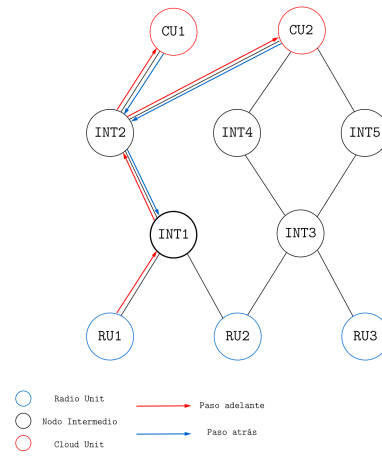 CU1
CU2
INT2
INT4
INT5
INT1
INT3
RU1
RU2
RU3
Radio Unit
Nodo Intermedio
Cloud Unit
Paso adelante
Paso atrás